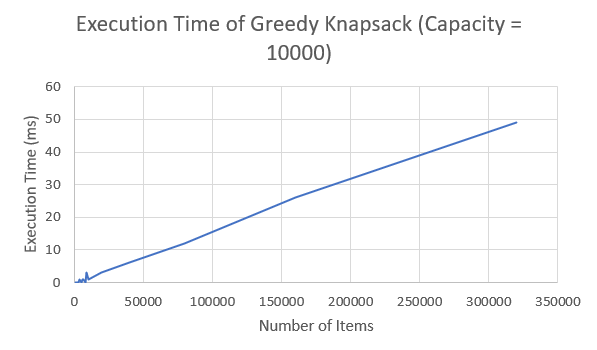 Execution Time of Greedy Knapsack (Capacity =
10000)
60
50
40
30
20
10
0
Execution Time (ms)
0 50000 100000 150000 200000 250000 300000 350000
Number of Items